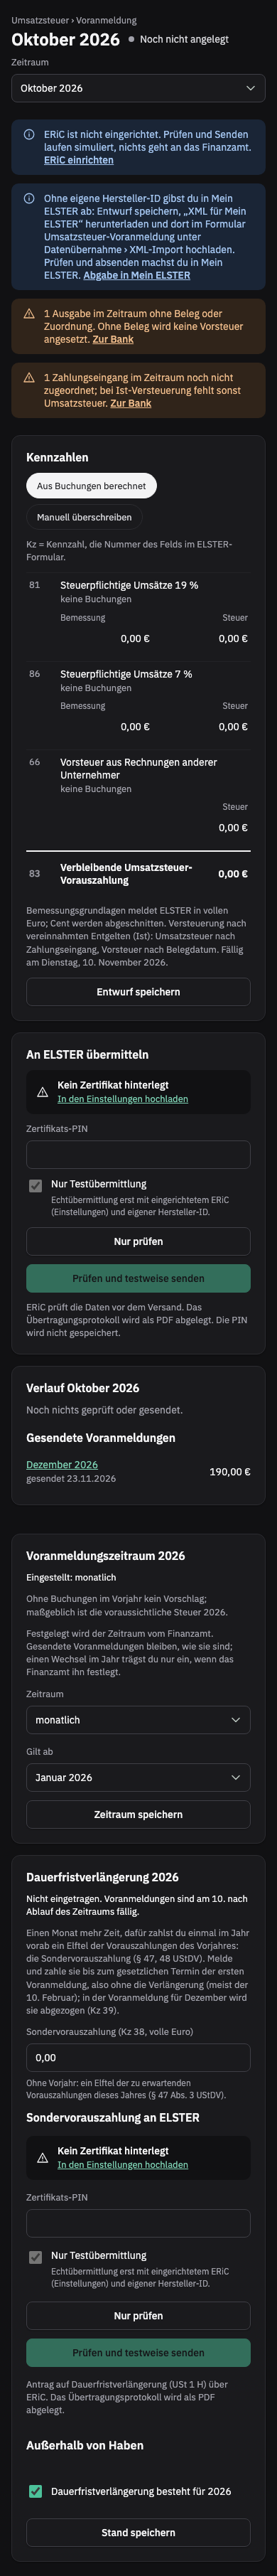 Umsatzsteuer › Voranmeldung
Oktober 2026 Noch nicht angelegt
Zeitraum
Oktober 2026
ERiC ist nicht eingerichtet. Prüfen und Senden
laufen simuliert, nichts geht an das Finanzamt.
ERiC einrichten
Ohne eigene Hersteller-ID gibst du in Mein
ELSTER ab: Entwurf speichern, „XML für Mein
ELSTER“ herunterladen und dort im Formular
Umsatzsteuer-Voranmeldung unter
Datenübernahme › XML-Import hochladen.
Prüfen und absenden machst du in Mein
ELSTER. Abgabe in Mein ELSTER
1 Ausgabe im Zeitraum ohne Beleg oder
Zuordnung. Ohne Beleg wird keine Vorsteuer
angesetzt. Zur Bank
1 Zahlungseingang im Zeitraum noch nicht
zugeordnet; bei Ist-Versteuerung fehlt sonst
Umsatzsteuer. Zur Bank
Kennzahlen
Aus Buchungen berechnet
Manuell überschreiben
Kz = Kennzahl, die Nummer des Felds im ELSTER-
Formular.
81 Steuerpflichtige Umsätze 19 %
keine Buchungen
Bemessung Steuer
0,00 € 0,00 €
86 Steuerpflichtige Umsätze 7 %
keine Buchungen
Bemessung Steuer
0,00 € 0,00 €
66 Vorsteuer aus Rechnungen anderer
Unternehmer
keine Buchungen
Steuer
0,00 €
83 Verbleibende Umsatzsteuer-
Vorauszahlung 0,00 €
Bemessungsgrundlagen meldet ELSTER in vollen
Euro; Cent werden abgeschnitten. Versteuerung nach
vereinnahmten Entgelten (Ist): Umsatzsteuer nach
Zahlungseingang, Vorsteuer nach Belegdatum. Fällig
am Dienstag, 10. November 2026.
Entwurf speichern
An ELSTER übermitteln
Kein Zertifikat hinterlegt
In den Einstellungen hochladen
Zertifikats-PIN
Nur Testübermittlung
Echtübermittlung erst mit eingerichtetem ERiC
(Einstellungen) und eigener Hersteller-ID.
Nur prüfen
Prüfen und testweise senden
ERiC prüft die Daten vor dem Versand. Das
Übertragungsprotokoll wird als PDF abgelegt. Die PIN
wird nicht gespeichert.
Verlauf Oktober 2026
Noch nichts geprüft oder gesendet.
Gesendete Voranmeldungen
Dezember 2026
gesendet 23.11.2026 190,00 €
Voranmeldungszeitraum 2026
Eingestellt: monatlich
Ohne Buchungen im Vorjahr kein Vorschlag;
maßgeblich ist die voraussichtliche Steuer 2026.
Festgelegt wird der Zeitraum vom Finanzamt.
Gesendete Voranmeldungen bleiben, wie sie sind;
einen Wechsel im Jahr trägst du nur ein, wenn das
Finanzamt ihn festlegt.
Zeitraum
monatlich
Gilt ab
Januar 2026
Zeitraum speichern
Dauerfristverlängerung 2026
Nicht eingetragen. Voranmeldungen sind am 10. nach
Ablauf des Zeitraums fällig.
Einen Monat mehr Zeit, dafür zahlst du einmal im Jahr
vorab ein Elftel der Vorauszahlungen des Vorjahres:
die Sondervorauszahlung (§ 47, 48 UStDV). Melde
und zahle sie bis zum gesetzlichen Termin der ersten
Voranmeldung, also ohne die Verlängerung (meist der
10. Februar); in der Voranmeldung für Dezember wird
sie abgezogen (Kz 39).
Sondervorauszahlung (Kz 38, volle Euro)
0,00
Ohne Vorjahr: ein Elftel der zu erwartenden
Vorauszahlungen dieses Jahres (§ 47 Abs. 3 UStDV).
Sondervorauszahlung an ELSTER
Kein Zertifikat hinterlegt
In den Einstellungen hochladen
Zertifikats-PIN
Nur Testübermittlung
Echtübermittlung erst mit eingerichtetem ERiC
(Einstellungen) und eigener Hersteller-ID.
Nur prüfen
Prüfen und testweise senden
Antrag auf Dauerfristverlängerung (USt 1 H) über
ERiC. Das Übertragungsprotokoll wird als PDF
abgelegt.
Außerhalb von Haben
Dauerfristverlängerung besteht für 2026
Stand speichern